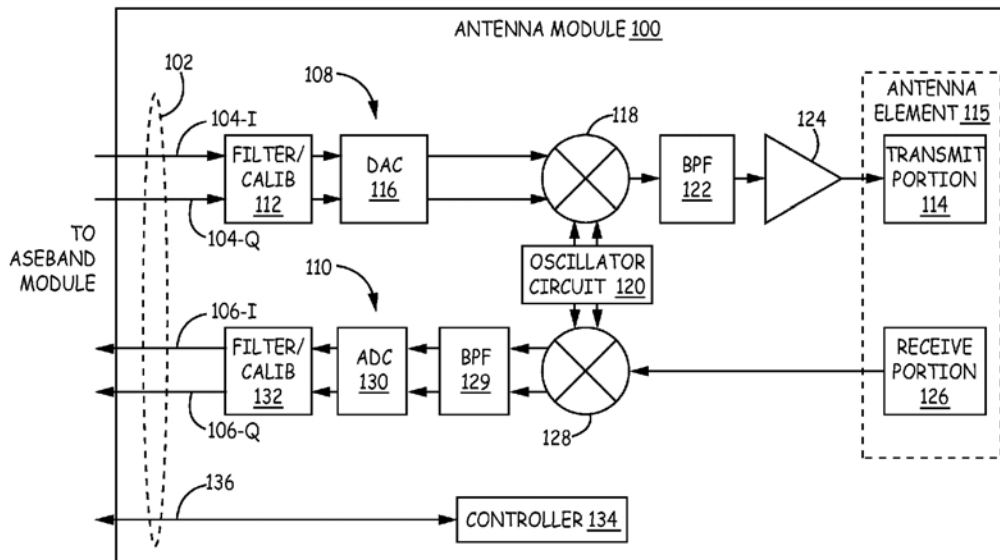 ANTENNA MODULE 100
102
108
104-I
104-Q
FILTER/
CALIB
112
DAC
116
118
BPF
122
124
ANTENNA
ELEMENT 115
TRANSMIT
PORTION
114
TO
ASEBAND
MODULE
OSCILLATOR
CIRCUIT 120
110
106-I
106-Q
FILTER/
CALIB
132
ADC
130
BPF
129
128
RECEIVE
PORTION
126
136
CONTROLLER 134